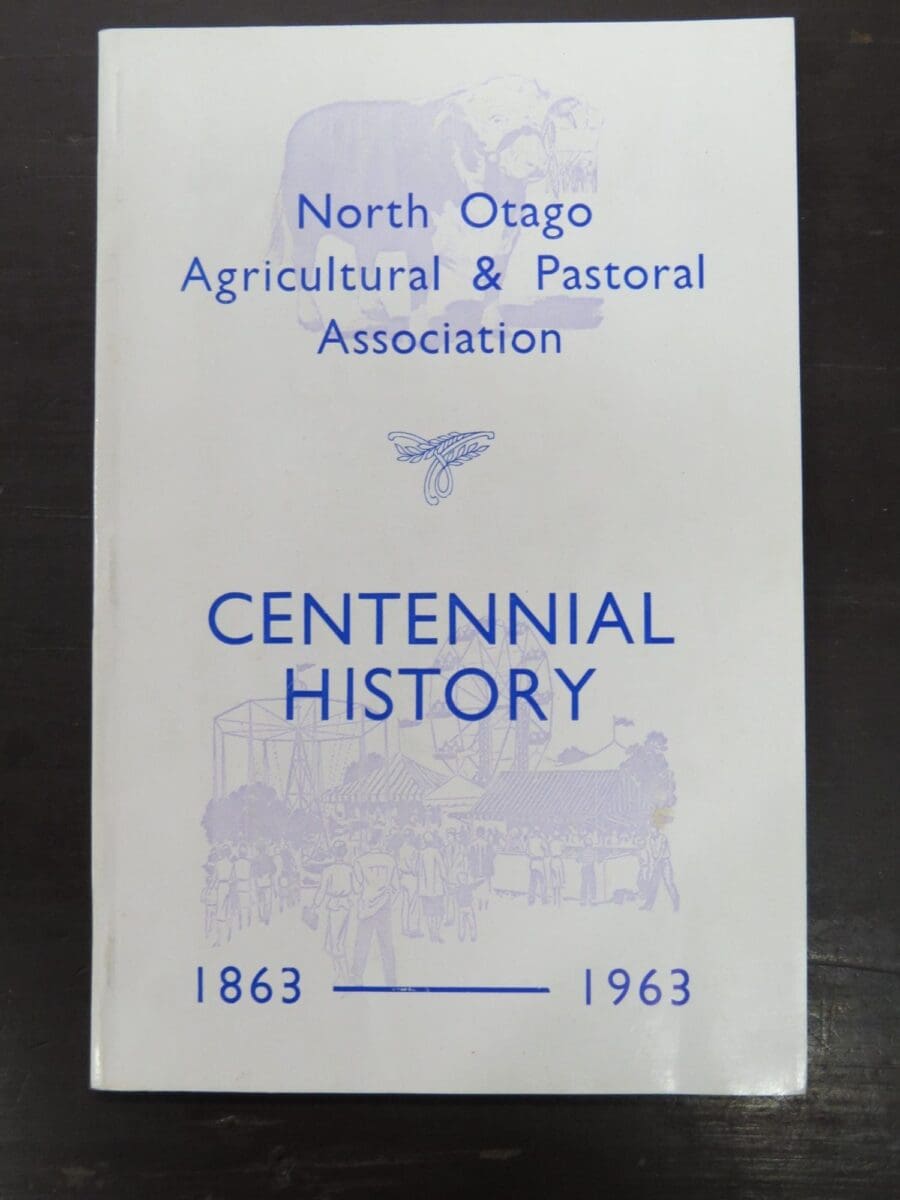 North Otago
Agricultural & Pastoral
Association
CENTENNIAL
HISTORY
1863 — 1963